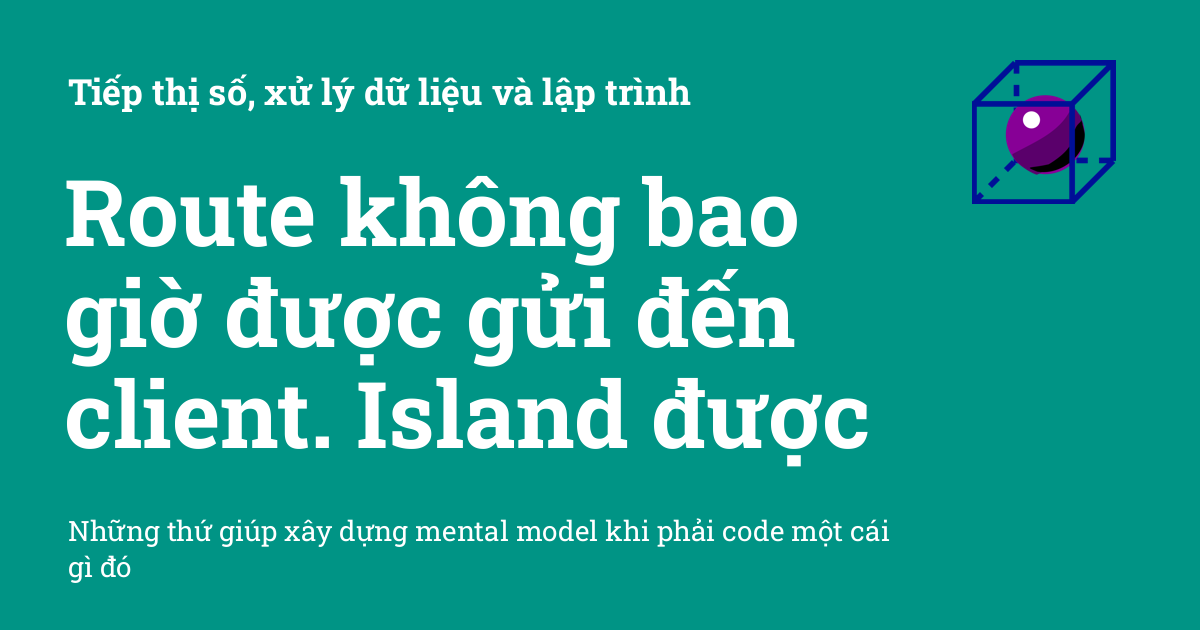 Tiếp thị số, xử lý dữ liệu và lập trình
Route không bao
giờ được gửi đến
client. Island được
Những thứ giúp xây dựng mental model khi phải code một cái
gì đó